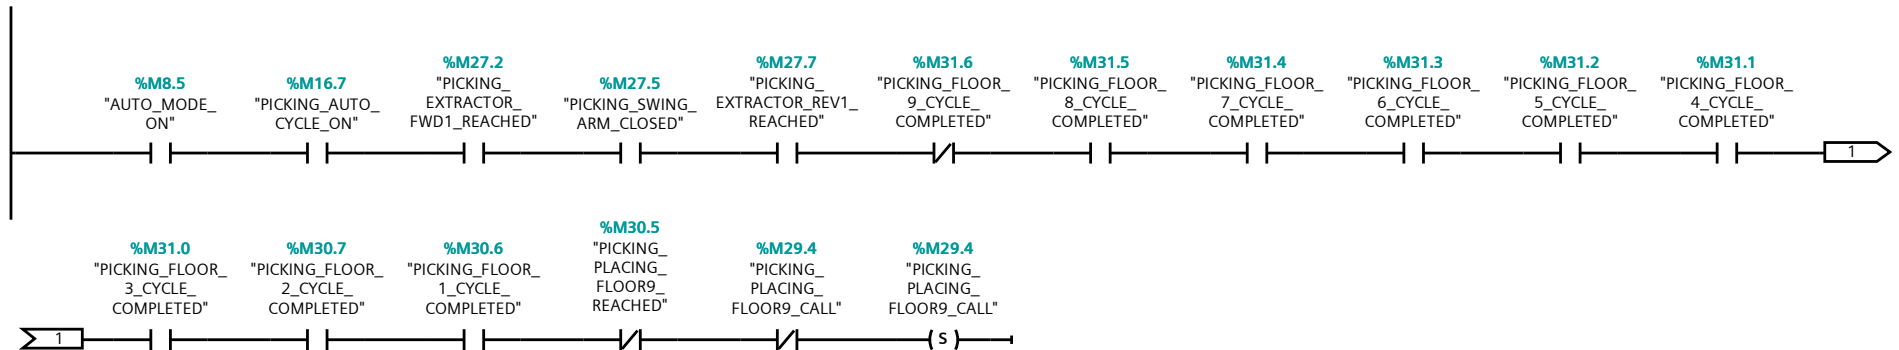 %M8.5
"AUTO_MODE_
ON"
%M16.7
"PICKING_AUTO_
CYCLE_ON"
%M27.2
"PICKING_
EXTRACTOR_
FWD1_REACHED"
%M27.5
"PICKING_SWING_
ARM_CLOSED"
%M27.7
"PICKING_
EXTRACTOR_REV1_
REACHED"
%M31.6
"PICKING_FLOOR_
9_CYCLE_
COMPLETED"
%M31.5
"PICKING_FLOOR_
8_CYCLE_
COMPLETED"
%M31.4
"PICKING_FLOOR_
7_CYCLE_
COMPLETED"
%M31.3
"PICKING_FLOOR_
6_CYCLE_
COMPLETED"
%M31.2
"PICKING_FLOOR_
5_CYCLE_
COMPLETED"
%M31.1
"PICKING_FLOOR_
4_CYCLE_
COMPLETED"
1
1
%M31.0
"PICKING_FLOOR_
3_CYCLE_
COMPLETED"
%M30.7
"PICKING_FLOOR_
2_CYCLE_
COMPLETED"
%M30.6
"PICKING_FLOOR_
1_CYCLE_
COMPLETED"
%M30.5
"PICKING_
PLACING_
FLOOR9_
REACHED"
%M29.4
"PICKING_
PLACING_
FLOOR9_CALL"
%M29.4
"PICKING_
PLACING_
FLOOR9_CALL"
S